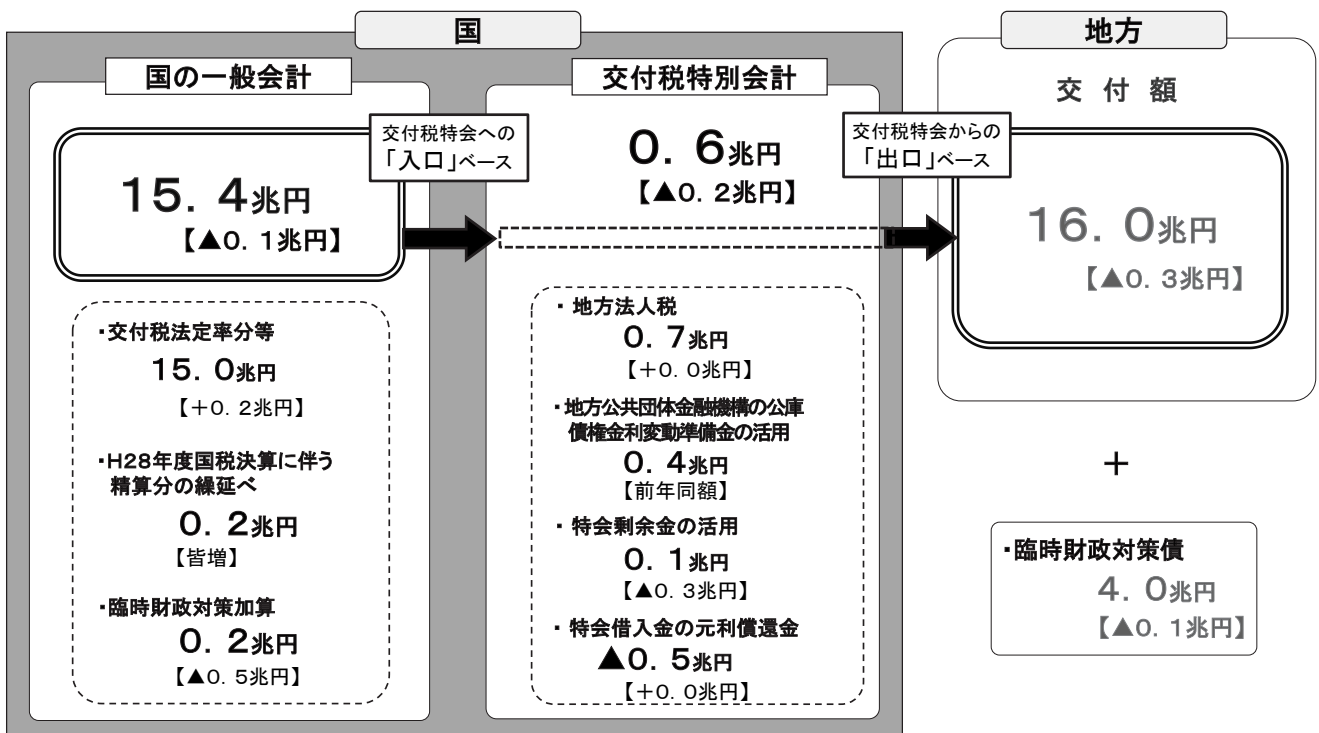 国
国の一般会計
交付税特会への
「入口」ベース
15. 4兆円
【▲0. 1兆円】
・交付税法定率分等
15. 0兆円
【+0. 2兆円】
・H28年度国税決算に伴う
精算分の繰延べ
0. 2兆円
【皆増】
・臨時財政対策加算
0. 2兆円
【▲0. 5兆円】
交付税特別会計
0. 6兆円
【▲0. 2兆円】
・地方法人税
0. 7兆円
【+0. 0兆円】
・地方公共団体金融機構の公庫
債権金利変動準備金の活用
0. 4兆円
【前年同額】
・特会剰余金の活用
0. 1兆円
【▲0. 3兆円】
・特会借入金の元利償還金
▲0. 5兆円
【+0. 0兆円】
地方
交 付 額
交付税特会からの
「出口」ベース
16. 0兆円
【▲0. 3兆円】
+
・臨時財政対策債
4. 0兆円
【▲0. 1兆円】